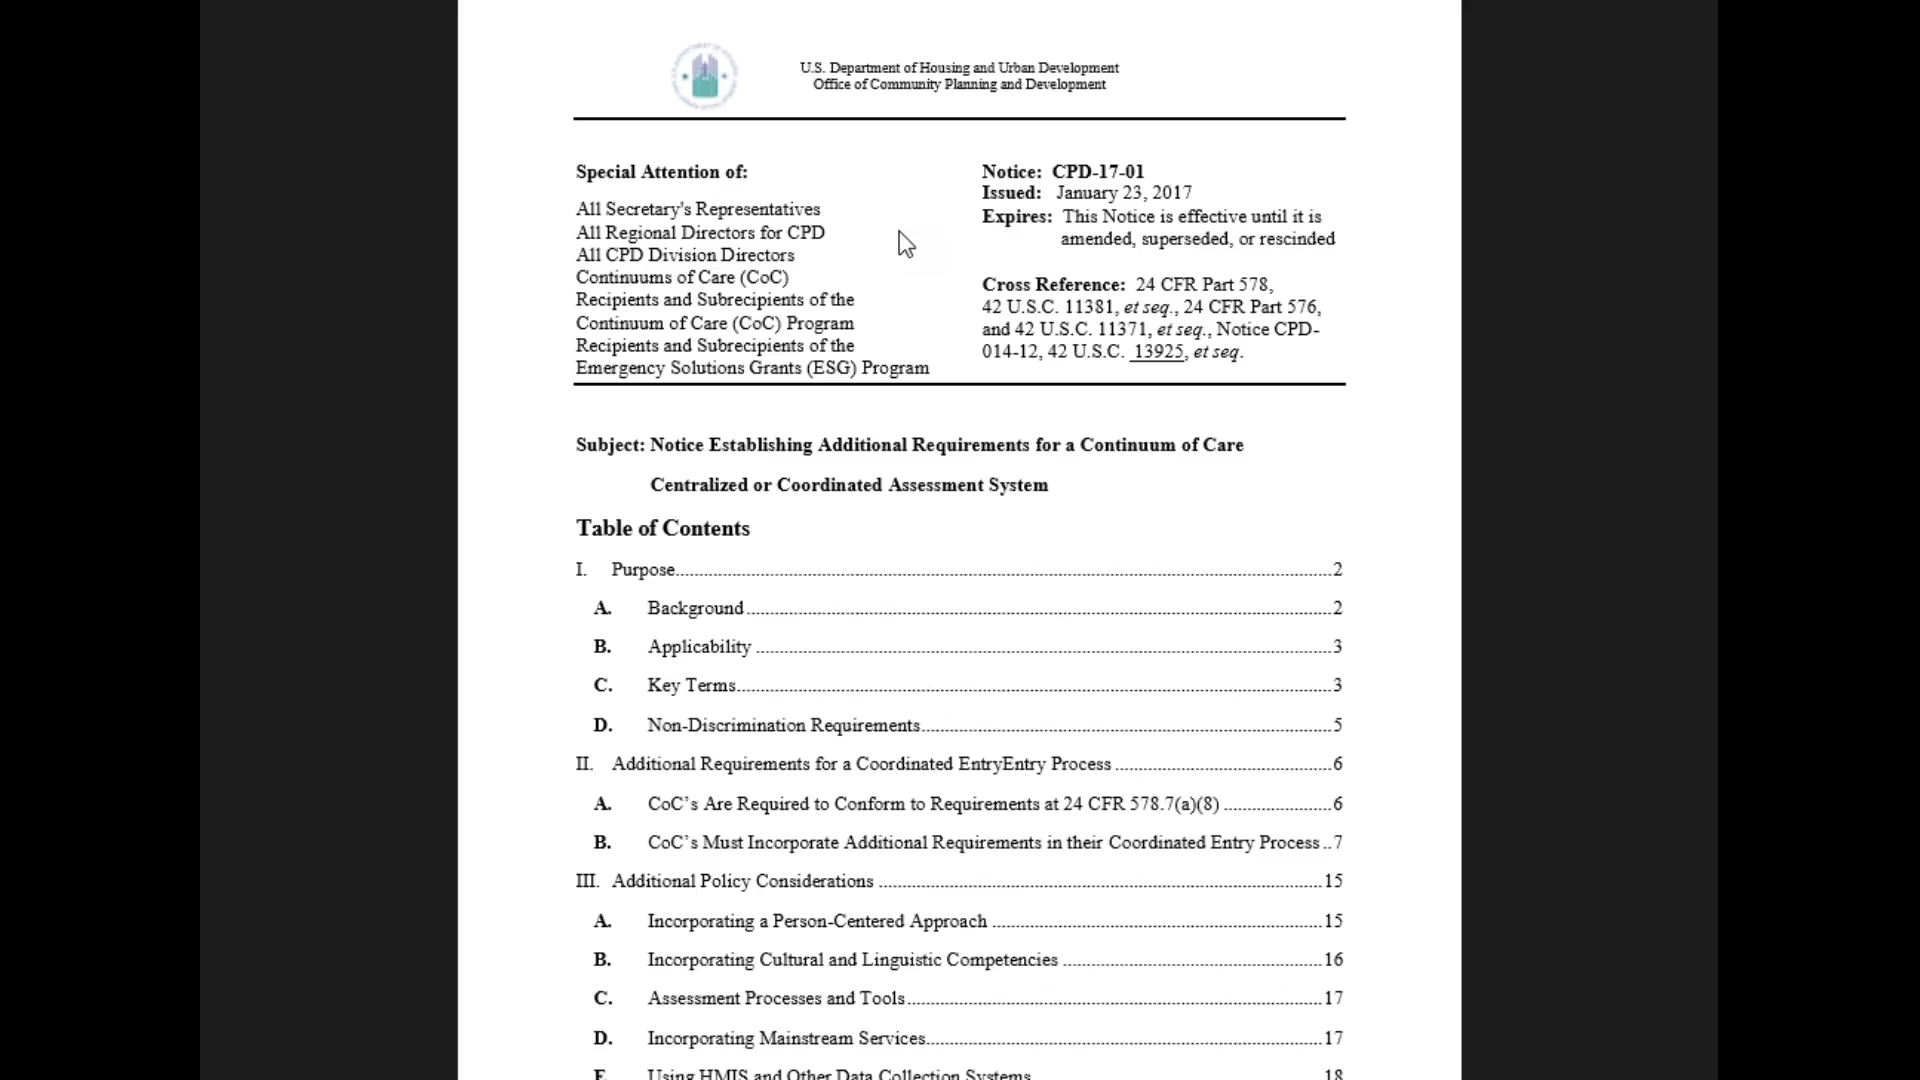 U.S. Department of Housing and Urban Development
Office of Community Planning and Development
Special Attention of:
All Secretary's Representatives
All Regional Directors for CPD
All CPD Division Directors
Continuums of Care (CoC)
Recipients and Subrecipients of the
Continuum of Care (CoC) Program
Recipients and Subrecipients of the
Emergency Solutions Grants (ESG) Program
Notice: CPD-17-01
Issued: January 23, 2017
Expires: This Notice is effective until it is
amended, superseded, or rescinded
Cross Reference: 24 CFR Part 578,
42 U.S.C. 11381, et seq., 24 CFR Part 576,
and 42 U.S.C. 11371, et seq., Notice CPD-
014-12, 42 U.S.C. 13925, et seq.
Subject: Notice Establishing Additional Requirements for a Continuum of Care
Centralized or Coordinated Assessment System
Table of Contents
I. Purpose 2
A. Background 2
B. Applicability 3
C. Key Terms 3
D. Non-Discrimination Requirements 5
II. Additional Requirements for a Coordinated EntryEntry Process 6
A. CoC's Are Required to Conform to Requirements at 24 CFR 578.7(a)(8) 6
B. CoC's Must Incorporate Additional Requirements in their Coordinated Entry Process 7
III. Additional Policy Considerations 15
A. Incorporating a Person-Centered Approach 15
B. Incorporating Cultural and Linguistic Competencies 16
C. Assessment Processes and Tools 17
D. Incorporating Mainstream Services 17
E. Using HMIS and Other Data Collection Systems 18